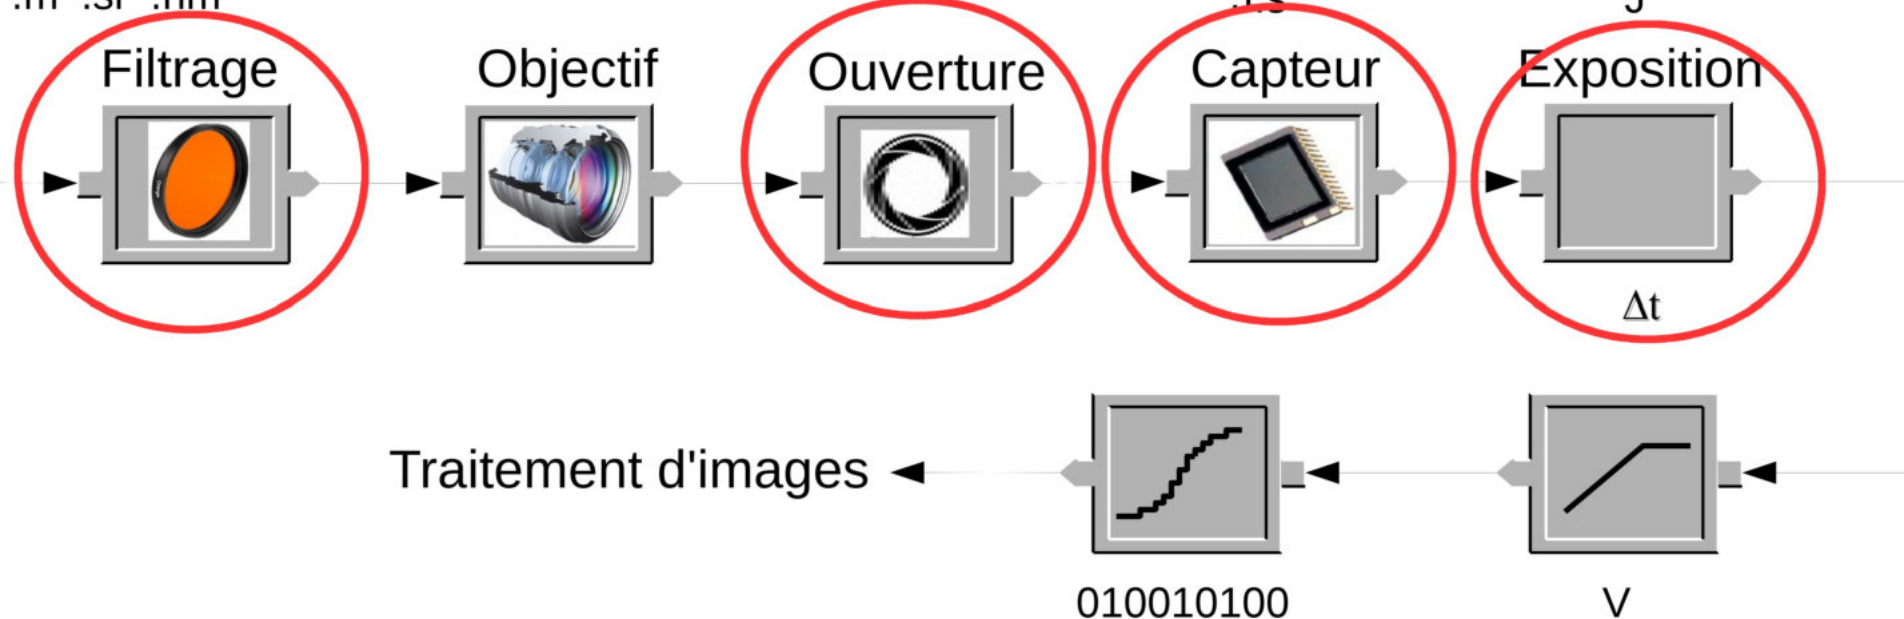 Filtrage
Objectif
Ouverture
Capteur
Exposition
Δt
Traitement d'images
010010100
V